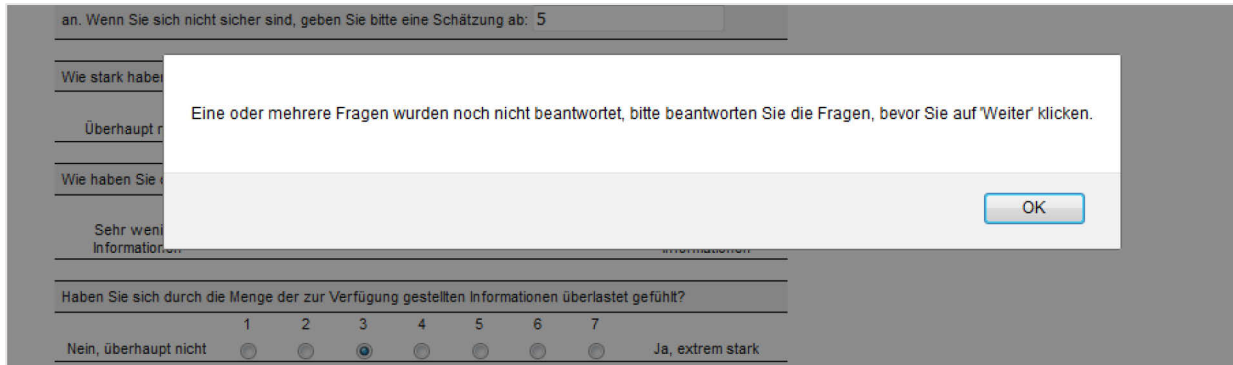 an. Wenn Sie sich nicht sicher sind, geben Sie bitte eine Schätzung ab: 5
Wie stark haben
Eine oder mehrere Fragen wurden noch nicht beantwortet, bitte beantworten Sie die Fragen, bevor Sie auf 'Weiter' klicken.
Überhaupt
Wie haben Sie
OK
Sehr weni
Informationen
Haben Sie sich durch die Menge der zur Verfügung gestellten Informationen überlastet gefühlt?
1 2 3 4 5 6 7
Nein, überhaupt nicht Ja, extrem stark